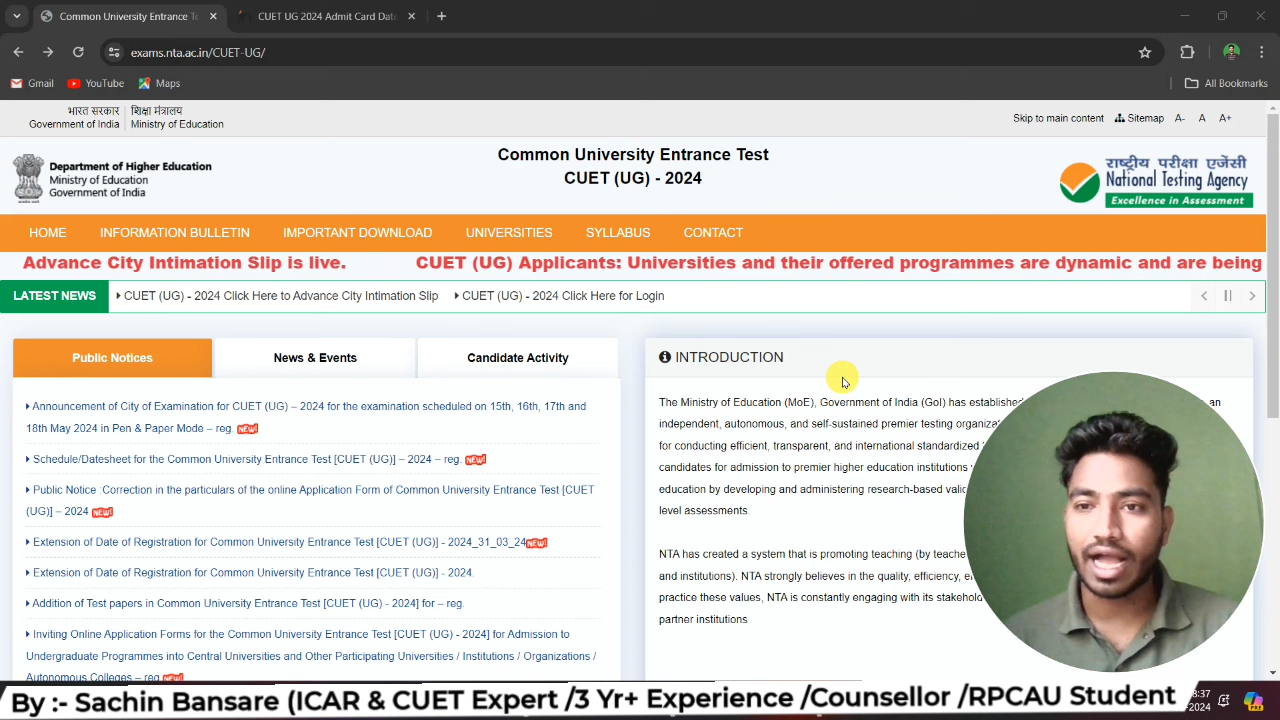 Common University Entrance Te
CUET UG 2024 Admit Card Date
exams.nta.ac.in/CUET-UG/
Gmail
YouTube
Maps
All Bookmarks
भारत सरकार
शिक्षा मंत्रालय
Government of India
Ministry of Education
Skip to main content
Sitemap
A-
A
A+
Department of Higher Education
Ministry of Education
Government of India
Common University Entrance Test
CUET (UG) - 2024
राष्ट्रीय परीक्षा एजेंसी
National Testing Agency
Excellence in Assessment
HOME
INFORMATION BULLETIN
IMPORTANT DOWNLOAD
UNIVERSITIES
SYLLABUS
CONTACT
Advance City Intimation Slip is live.
CUET (UG) Applicants: Universities and their offered programmes are dynamic and are being
LATEST NEWS
CUET (UG) - 2024 Click Here to Advance City Intimation Slip
CUET (UG) - 2024 Click Here for Login
Public Notices
News & Events
Candidate Activity
Announcement of City of Examination for CUET (UG) – 2024 for the examination scheduled on 15th, 16th, 17th and
18th May 2024 in Pen & Paper Mode – reg. NEW!
Schedule/Datesheet for the Common University Entrance Test [CUET (UG)] – 2024 – reg. NEW!
Public Notice :Correction in the particulars of the online Application Form of Common University Entrance Test [CUET
(UG)] – 2024 NEW!
Extension of Date of Registration for Common University Entrance Test [CUET (UG)] - 2024_31_03_24 NEW!
Extension of Date of Registration for Common University Entrance Test [CUET (UG)] - 2024.
Addition of Test papers in Common University Entrance Test [CUET (UG) - 2024] for – reg.
Inviting Online Application Forms for the Common University Entrance Test [CUET (UG) - 2024] for Admission to
Undergraduate Programmes into Central Universities and Other Participating Universities / Institutions / Organizations /
Autonomous Colleges – reg NEW!
INTRODUCTION
The Ministry of Education (MoE), Government of India (GoI) has established an
independent, autonomous, and self-sustained premier testing
for conducting efficient, transparent, and international standardized
candidates for admission to premier higher education institutions
education by developing and administering research-based
level assessments.
NTA has created a system that is promoting teaching (by
and institutions). NTA strongly believes in the quality, efficiency,
practice these values, NTA is constantly engaging with its
partner institutions
By :- Sachin Bansare (ICAR & CUET Expert /3 Yr+ Experience /Counsellor /RPCAU Student